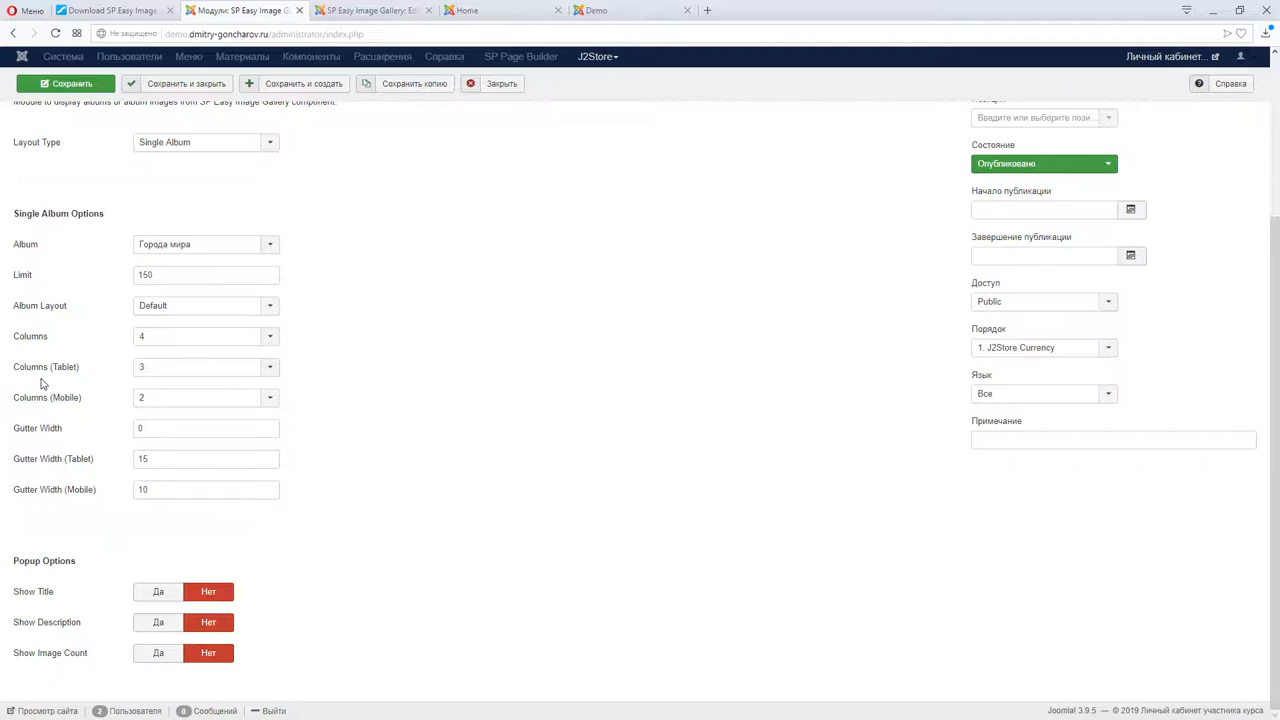 Меню
Download SP Easy Image
Модули: SP Easy Image G
SP Easy Image Gallery: Edi
Home
Demo
Не защищено
demo.dmitry-goncharov.ru/administrator/index.php
Система
Пользователи
Меню
Материалы
Компоненты
Расширения
Справка
SP Page Builder
J2Store
Личный кабинет...
Сохранить
Сохранить и закрыть
Сохранить и создать
Сохранить копию
Закрыть
Справка
Module to display albums or album images from SP Easy Image Gallery component.
Layout Type
Single Album
Single Album Options
Album
Города мира
Limit
150
Album Layout
Default
Columns
4
Columns (Tablet)
3
Columns (Mobile)
2
Gutter Width
0
Gutter Width (Tablet)
15
Gutter Width (Mobile)
10
Popup Options
Show Title
Да
Нет
Show Description
Да
Нет
Show Image Count
Да
Нет
Введите или выберите пози...
Состояние
Опубликовано
Начало публикации
Завершение публикации
Доступ
Public
Порядок
1. J2Store Currency
Язык
Все
Примечание
Просмотр сайта
2 Пользователя
0 Сообщений
Выйти
Joomla! 3.9.5 — © 2019 Личный кабинет участника курса